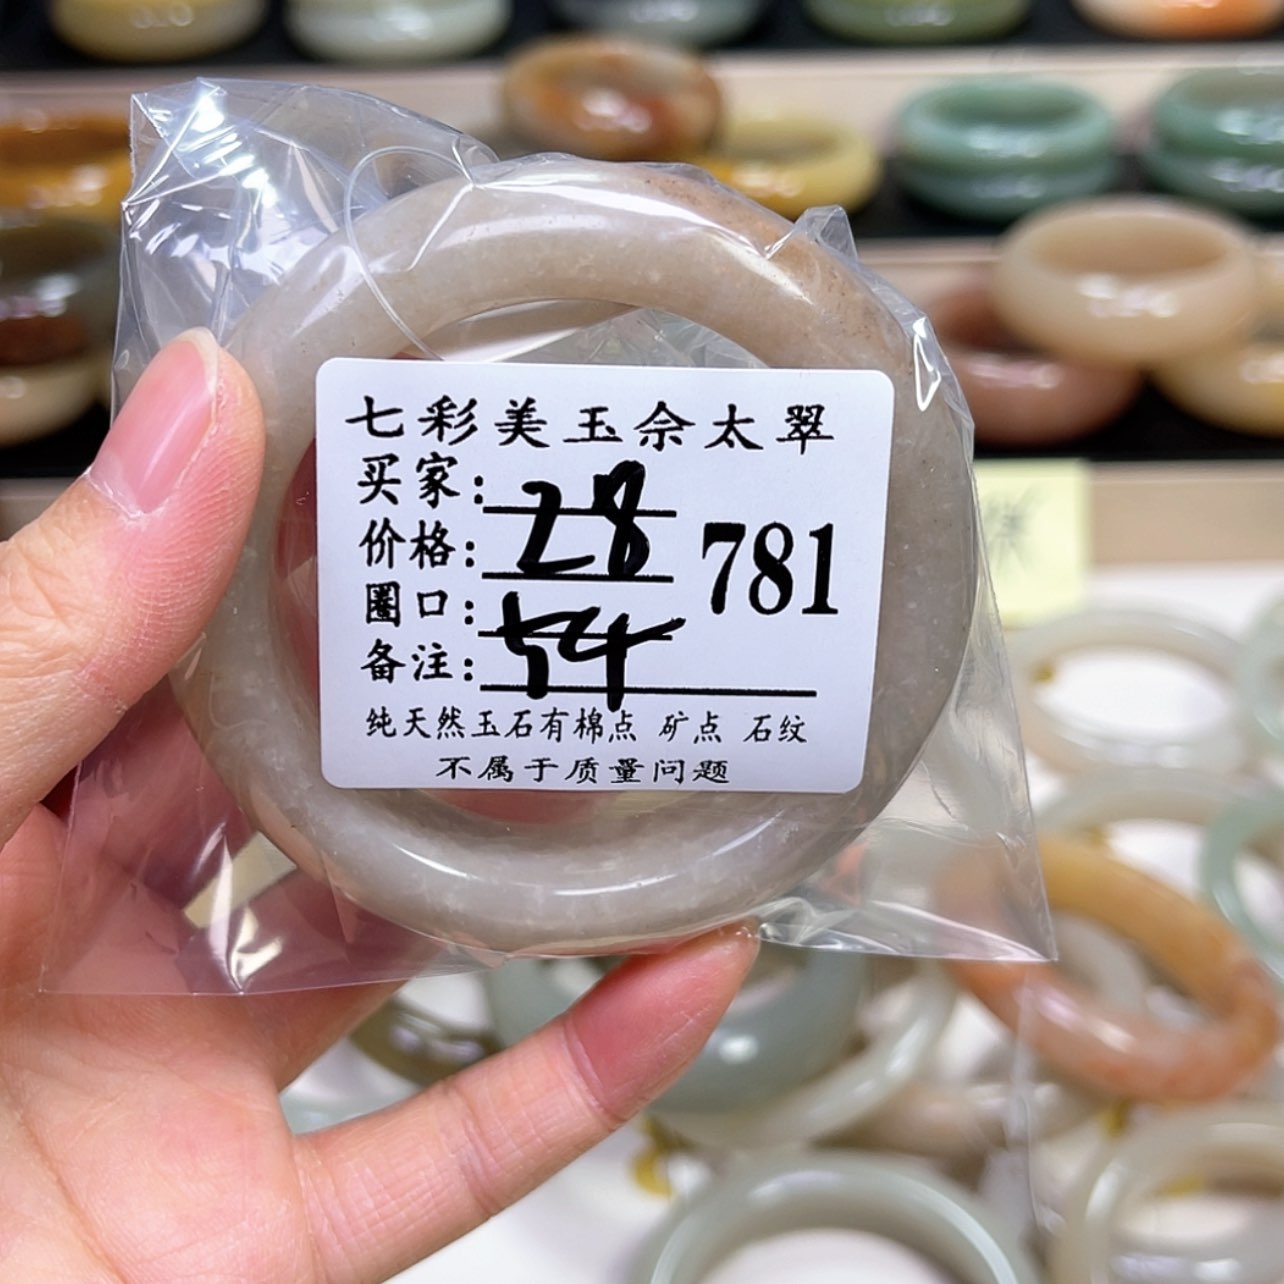 七彩美玉佘太翠
买家:
价格: 28
781
圈口: 54
备注:
纯天然玉石有棉点 矿点 石纹
不属于质量问题